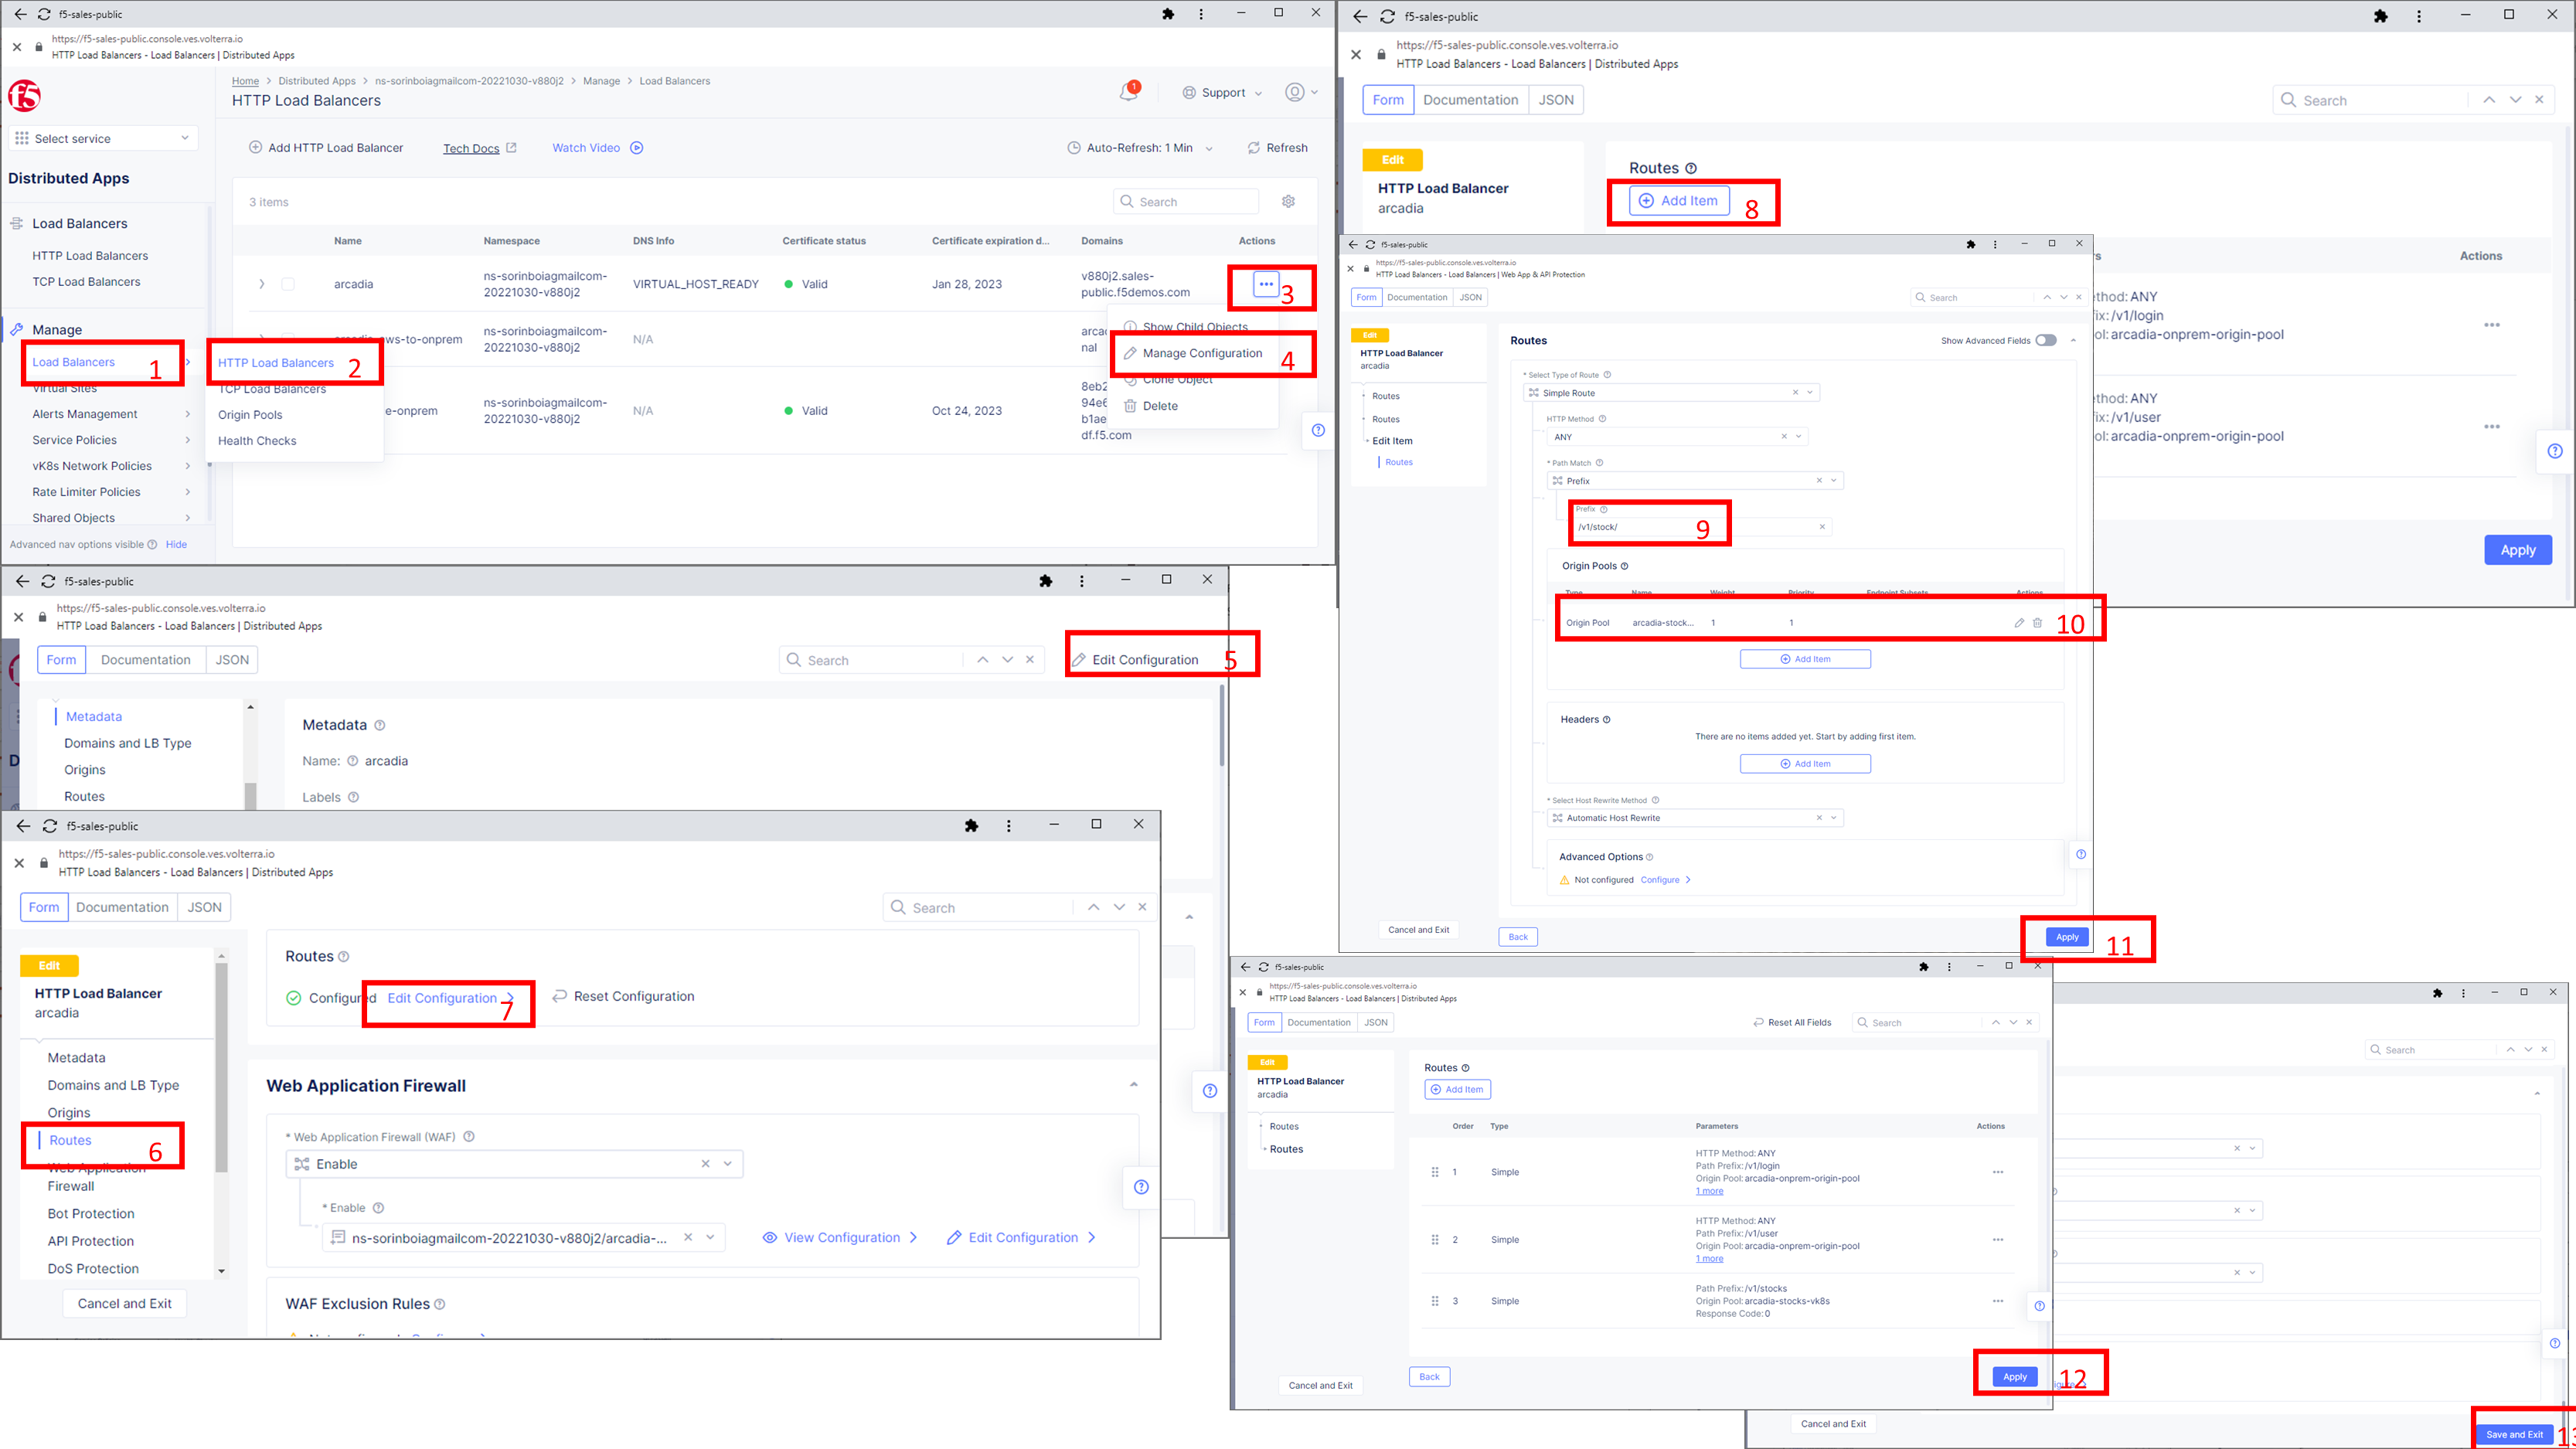 f5-sales-public
https://f5-sales-public.console.ves.volterra.io
HTTP Load Balancers - Load Balancers | Distributed Apps
f5
Select service
Distributed Apps
Load Balancers
HTTP Load Balancers
TCP Load Balancers
Manage
Load Balancers
1
Virtual Sites
Alerts Management
Service Policies
vK8s Network Policies
Rate Limiter Policies
Shared Objects
Advanced nav options visible Hide
HTTP Load Balancers 2
TCP Load Balancers
Origin Pools
Health Checks
Home > Distributed Apps > ns-sorinboiagmailcom-20221030-v880j2 > Manage > Load Balancers
HTTP Load Balancers
1
Support
Add HTTP Load Balancer Tech Docs Watch Video Auto-Refresh: 1 Min Refresh
3 items Search
Name Namespace DNS Info Certificate status Certificate expiration d... Domains Actions
arcadia ns-sorinboiagmailcom-20221030-v880j2 VIRTUAL_HOST_READY Valid Jan 28, 2023 v880j2.sales-public.f5demos.com 3
ws-to-onprem ns-sorinboiagmailcom-20221030-v880j2 N/A arcad nal
e-onprem ns-sorinboiagmailcom-20221030-v880j2 N/A Valid Oct 24, 2023 8eb2 94e6 b1ae df.f5.com
Show Child Objects
Manage Configuration 4
Clone Object
Delete
f5-sales-public
https://f5-sales-public.console.ves.volterra.io
HTTP Load Balancers - Load Balancers | Distributed Apps
Form Documentation JSON Search Edit Configuration 5
Metadata
Domains and LB Type
Origins
Routes
Metadata
Name: arcadia
Labels
f5-sales-public
https://f5-sales-public.console.ves.volterra.io
HTTP Load Balancers - Load Balancers | Distributed Apps
Form Documentation JSON Search
Edit
HTTP Load Balancer
arcadia
Metadata
Domains and LB Type
Origins
Routes 6
Web Application
Firewall
Bot Protection
API Protection
DoS Protection
Cancel and Exit
Routes
Configured Edit Configuration 7 Reset Configuration
Web Application Firewall
* Web Application Firewall (WAF)
Enable
* Enable
ns-sorinboiagmailcom-20221030-v880j2/arcadia-... View Configuration Edit Configuration
WAF Exclusion Rules
f5-sales-public
https://f5-sales-public.console.ves.volterra.io
HTTP Load Balancers - Load Balancers | Distributed Apps
Form Documentation JSON Search
Edit
HTTP Load Balancer
arcadia
Routes
Add Item 8
Actions
thod: ANY
fix: /v1/login
ol: arcadia-onprem-origin-pool
thod: ANY
fix: /v1/user
ol: arcadia-onprem-origin-pool
Apply
f5-sales-public
https://f5-sales-public.console.ves.volterra.io
HTTP Load Balancers - Load Balancers | Web App & API Protection
Form Documentation JSON Search
Edit
HTTP Load Balancer
arcadia
Routes
Routes
Edit Item
Routes
Routes Show Advanced Fields
* Select Type of Route
Simple Route
HTTP Method
ANY
* Path Match
Prefix
Prefix
/v1/stock/ 9
Origin Pools
Type Name Weight Priority Endpoint Subsets Actions
Origin Pool arcadia-stock... 1 1 10
Add Item
Headers
There are no items added yet. Start by adding first item.
Add Item
* Select Host Rewrite Method
Automatic Host Rewrite
Advanced Options
Not configured Configure
Cancel and Exit Back Apply 11
f5-sales-public
https://f5-sales-public.console.ves.volterra.io
HTTP Load Balancers - Load Balancers | Distributed Apps
Form Documentation JSON Reset All Fields Search
Edit
HTTP Load Balancer
arcadia
Routes
Routes
Routes
Add Item
Order Type Parameters Actions
1 Simple HTTP Method: ANY
Path Prefix: /v1/login
Origin Pool: arcadia-onprem-origin-pool
1 more
2 Simple HTTP Method: ANY
Path Prefix: /v1/user
Origin Pool: arcadia-onprem-origin-pool
1 more
3 Simple Path Prefix: /v1/stocks
Origin Pool: arcadia-stocks-vk8s
Response Code: 0
Cancel and Exit Back Apply 12
Search
Cancel and Exit Save and Exit